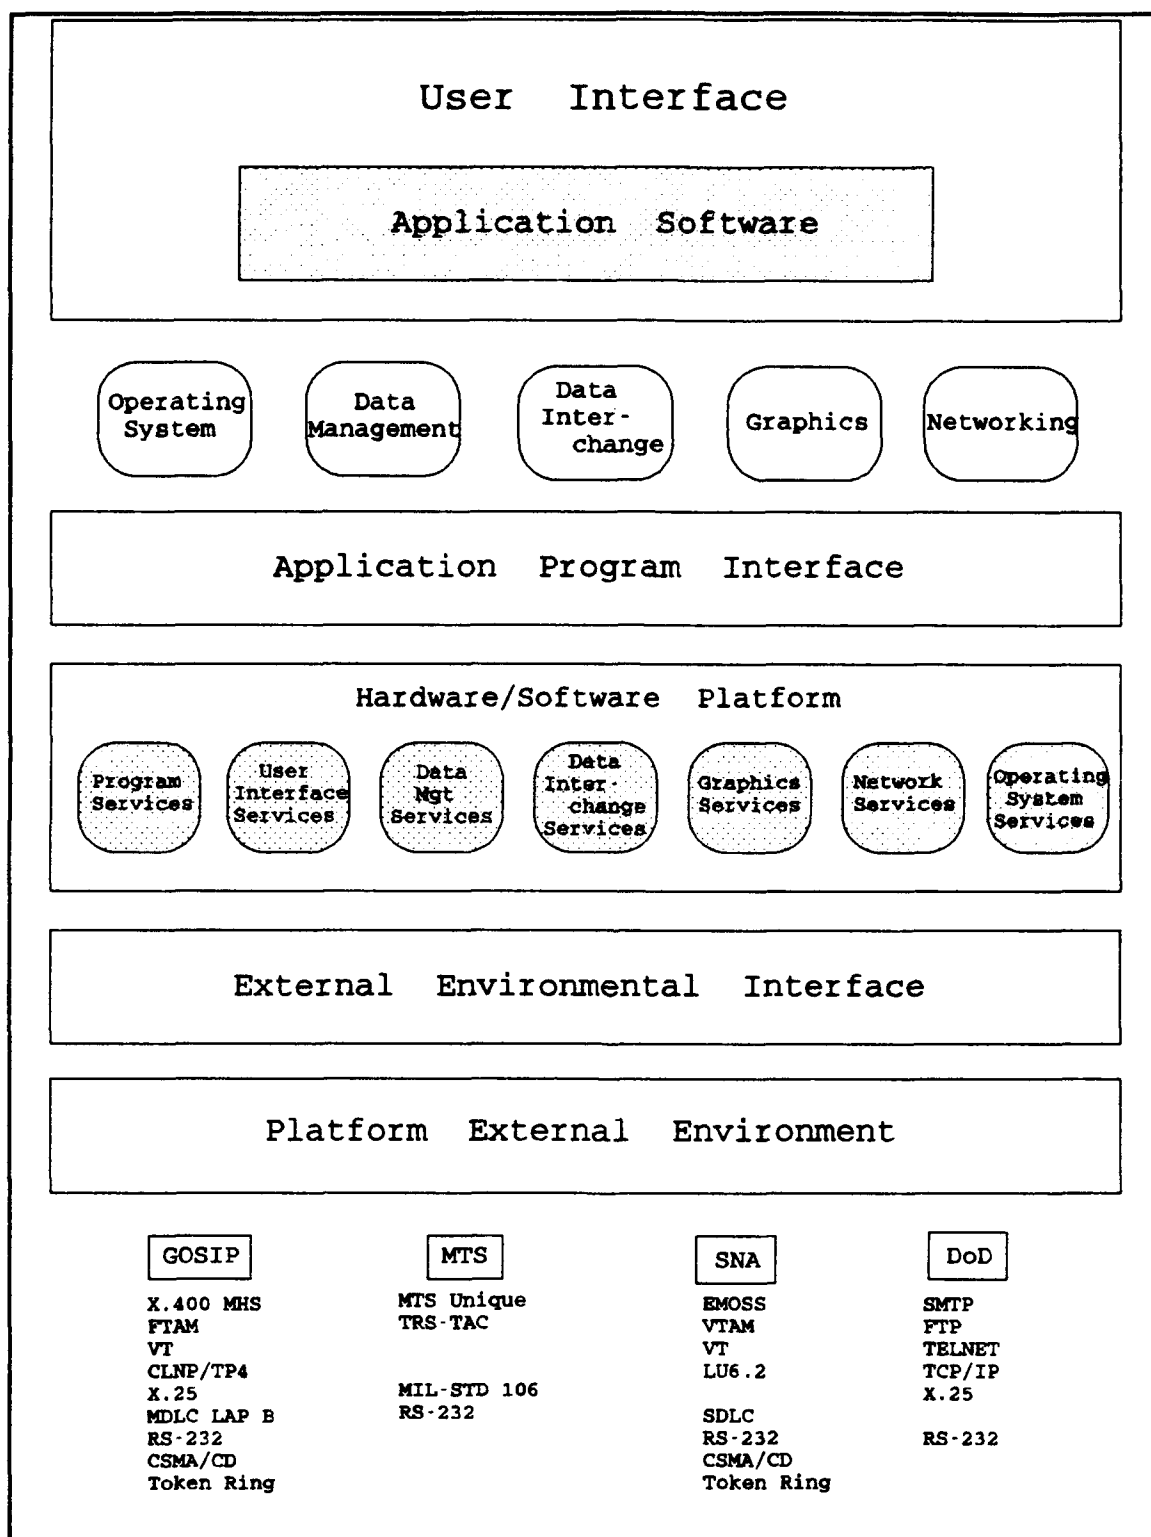 User Interface
Application Software
Operating
System
Data
Management
Data
Inter-
change
Graphics
Networking
Application Program Interface
Hardware/Software Platform
Program
Services
User
Interface
Services
Data
Mgt
Services
Data
Inter-
change
Services
Graphics
Services
Network
Services
Operating
System
Services
External Environmental Interface
Platform External Environment
GOSIP
X.400 MHS
FTAM
VT
CLNP/TP4
X.25
MDLC LAP B
RS-232
CSMA/CD
Token Ring
MTS
MTS Unique
TRS-TAC
MIL-STD 106
RS-232
SNA
EMOSS
VTAM
VT
LU6.2
SDLC
RS-232
CSMA/CD
Token Ring
DoD
SMTP
FTP
TELNET
TCP/IP
X.25
RS-232